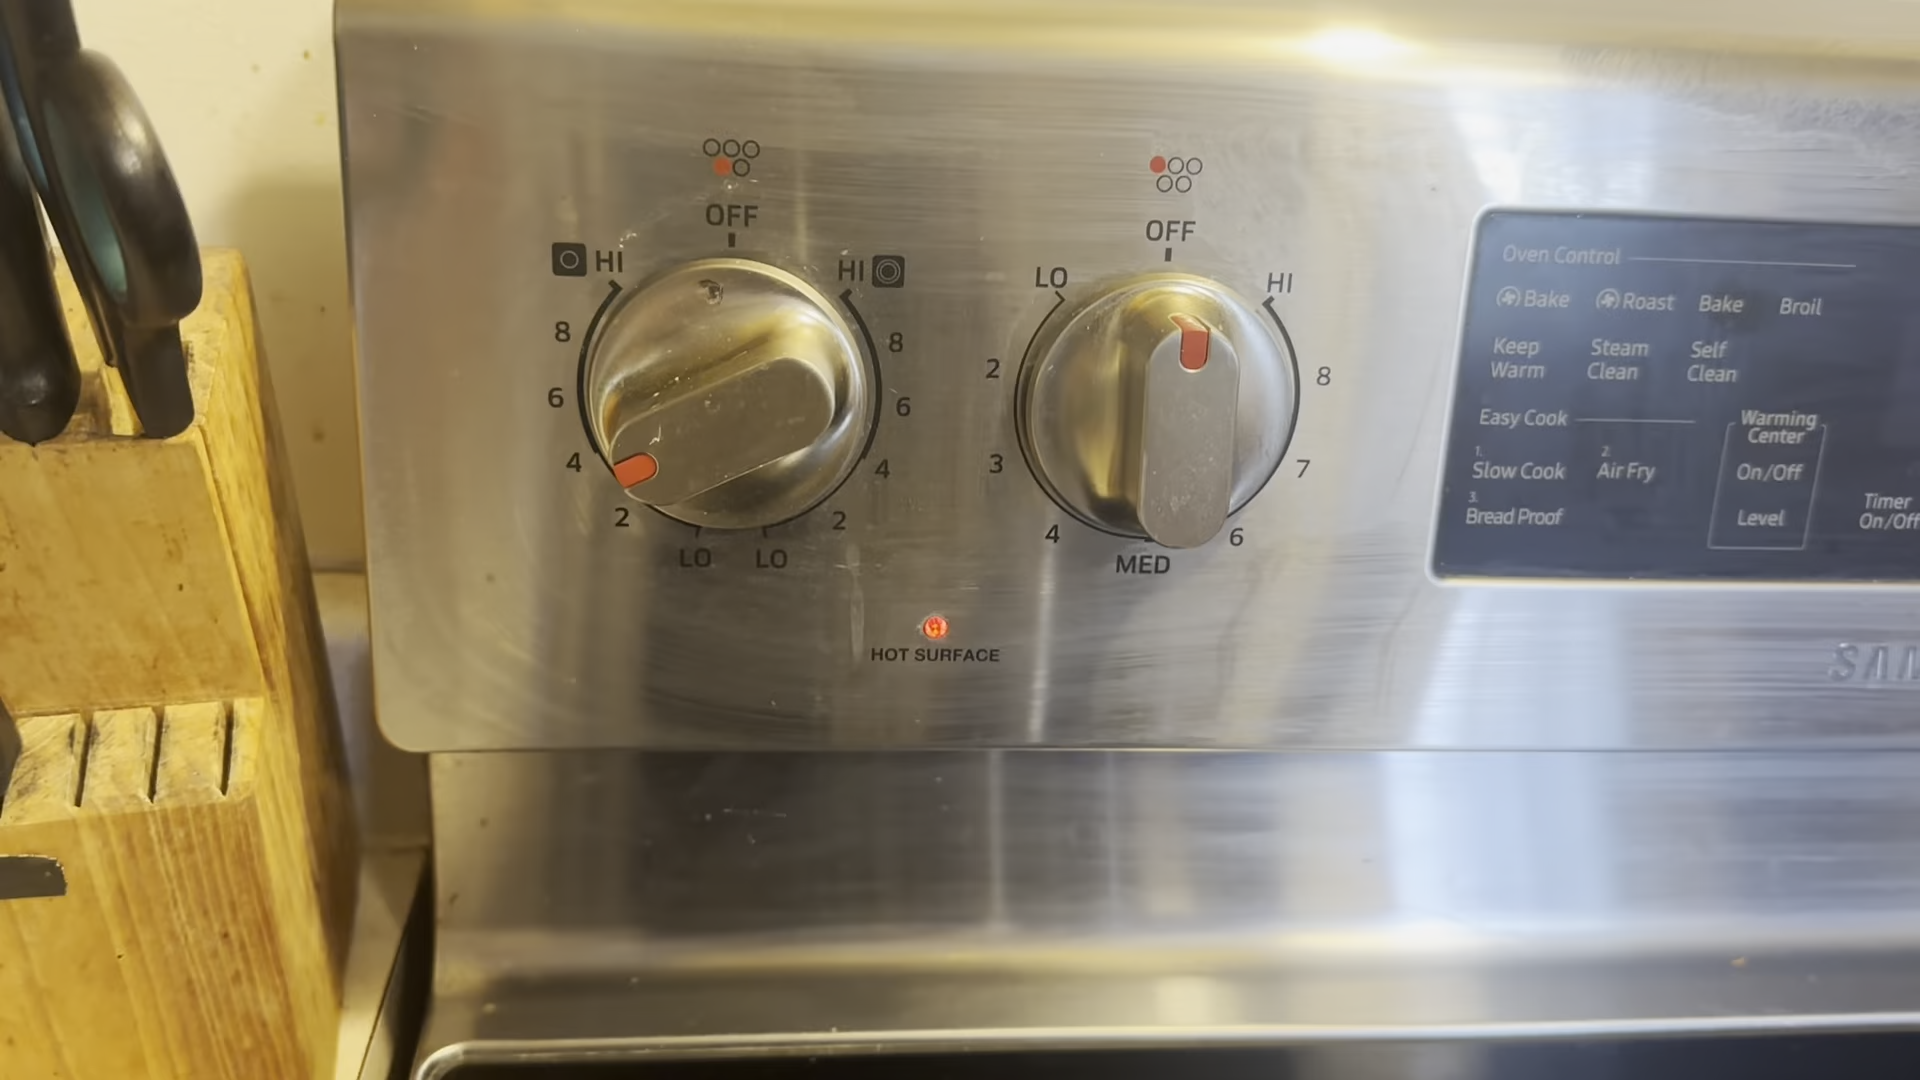 OFF
HI HI
8 8
6 6
4 4
2 2
LO LO
OFF
LO HI
2 8
3 7
4 6
MED
HOT SURFACE
Oven Control
Bake Roast Bake Broil
Keep Warm
Steam Clean
Self Clean
Easy Cook
1. Slow Cook
2. Air Fry
3. Bread Proof
Warming Center
On/Off
Level
Timer
On/Off